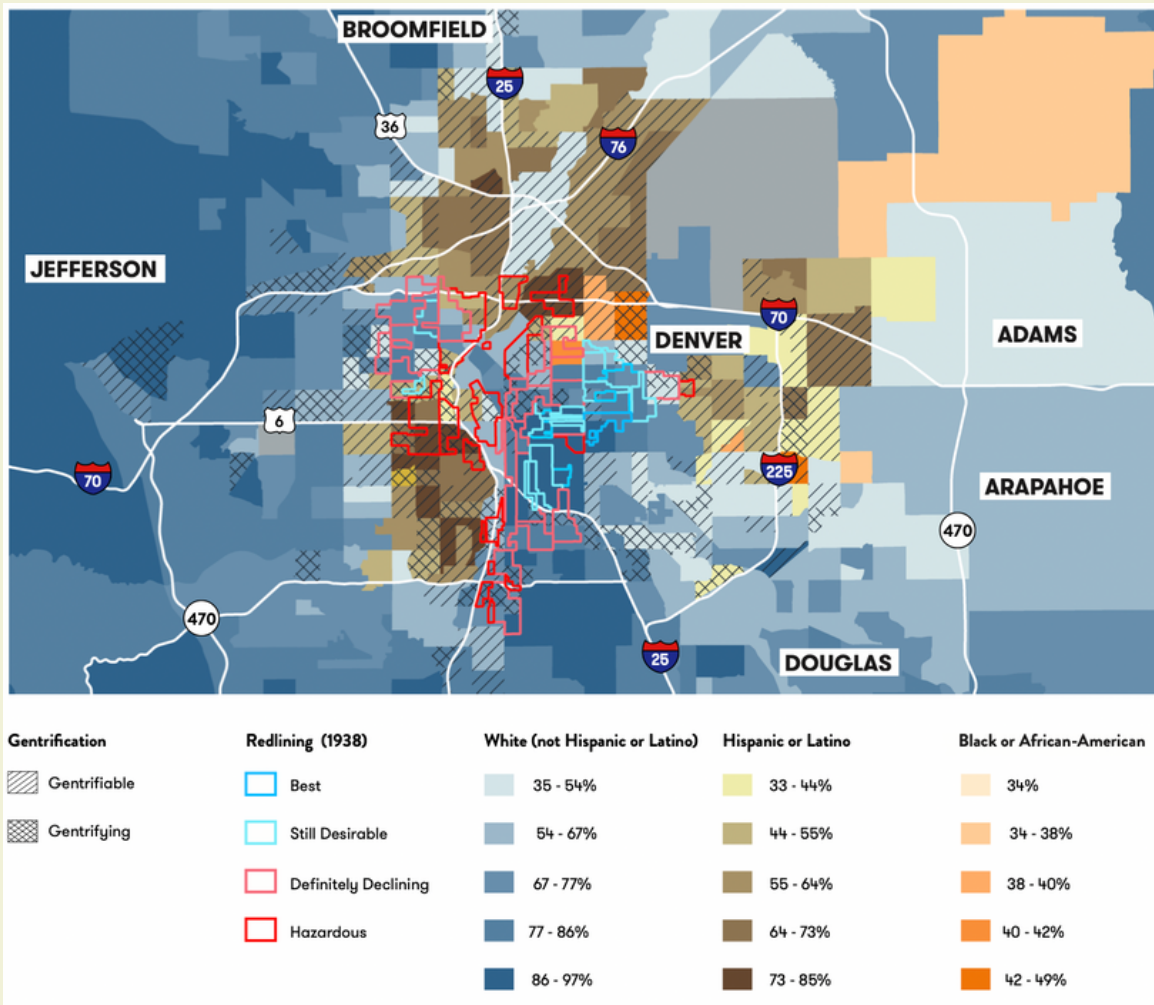 BROOMFIELD
25
36
76
JEFFERSON
70
DENVER
ADAMS
6
70
225
ARAPAHOE
470
470
25
DOUGLAS
Gentrification
Gentrifiable
Gentrifying
Redlining (1938)
Best
Still Desirable
Definitely Declining
Hazardous
White (not Hispanic or Latino)
35 - 54%
54 - 67%
67 - 77%
77 - 86%
86 - 97%
Hispanic or Latino
33 - 44%
44 - 55%
55 - 64%
64 - 73%
73 - 85%
Black or African-American
34%
34 - 38%
38 - 40%
40 - 42%
42 - 49%